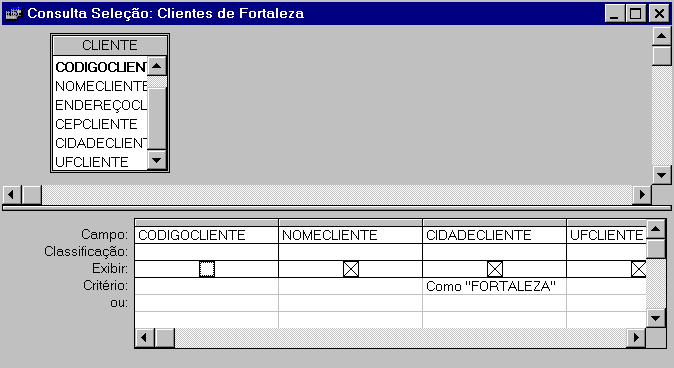 Consulta Seleção: Clientes de Fortaleza
CLIENTE
CODIGOCLIENT
NOMECLIENTE
ENDEREÇOCL
CEPCLIENTE
CIDADECLIENT
UFCLIENTE
Campo: CODIGOCLIENTE NOMECLIENTE CIDADECLIENTE UFCLIENTE
Classificação:
Exibir:
Critério: Como "FORTALEZA"
ou: